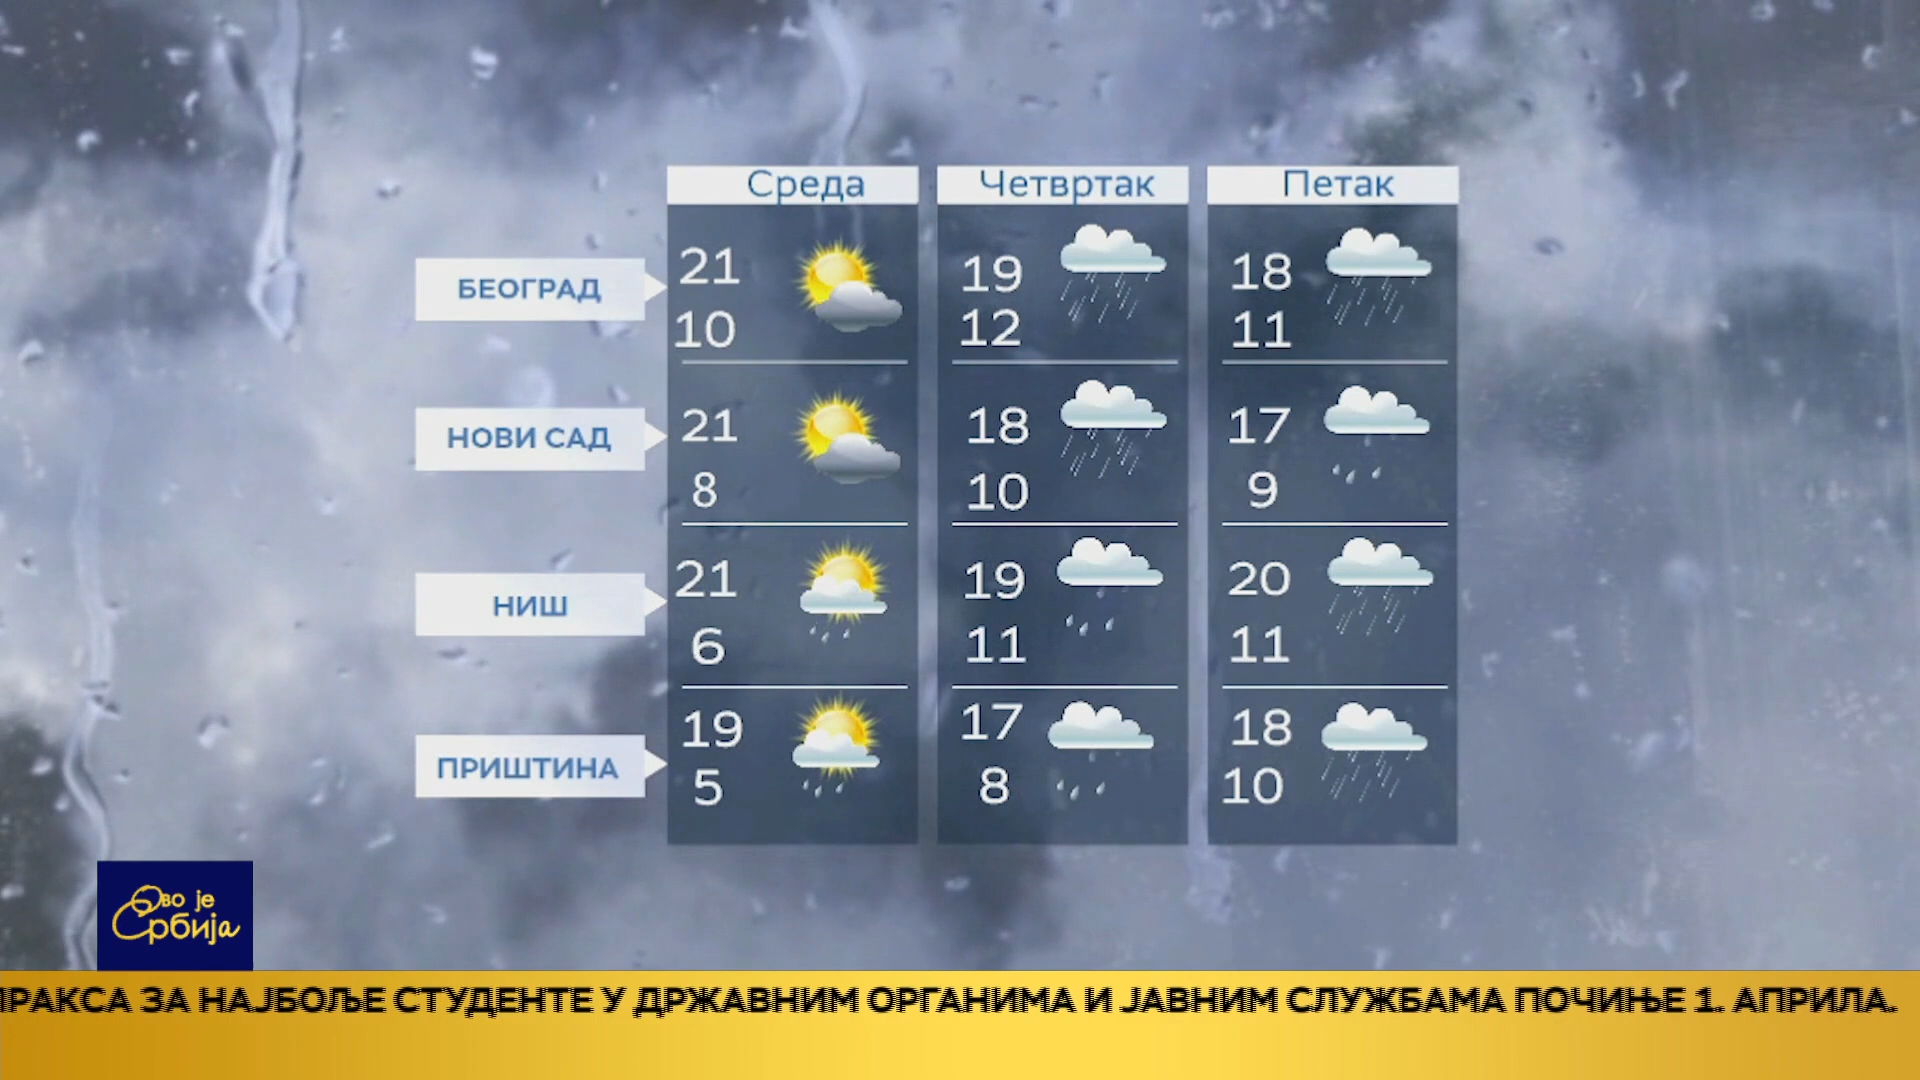 Среда Четвртак Петак
БЕОГРАД 21 19 18
10 12 11
НОВИ САД 21 18 17
8 10 9
НИШ 21 19 20
6 11 11
ПРИШТИНА 19 17 18
5 8 10
Ово је
Србија
ПРАКСА ЗА НАЈБОЉЕ СТУДЕНТЕ У ДРЖАВНИМ ОРГАНИМА И ЈАВНИМ СЛУЖБАМА ПОЧИЊЕ 1. АПРИЛА.